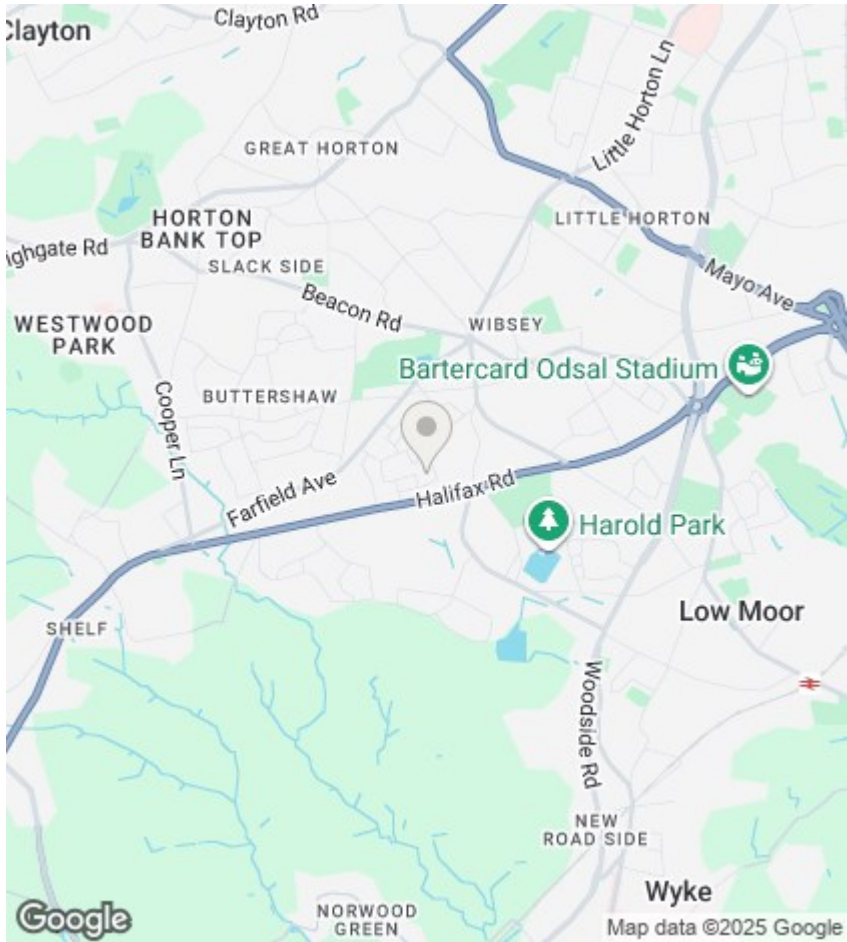 Clayton
Clayton Rd
Little Horton Ln
GREAT HORTON
HORTON
BANK TOP
LITTLE HORTON
ighgate Rd
SLACK SIDE
Mayo Ave
Beacon Rd
WIBSEY
WESTWOOD
PARK
Bartercard Odsal Stadium
BUTTERSHAW
Cooper Ln
Farfield Ave
Halifax Rd
Harold Park
Low Moor
SHELF
Woodside Rd
NEW
ROAD SIDE
Wyke
NORWOOD
GREEN
Google
Map data ©2025 Google